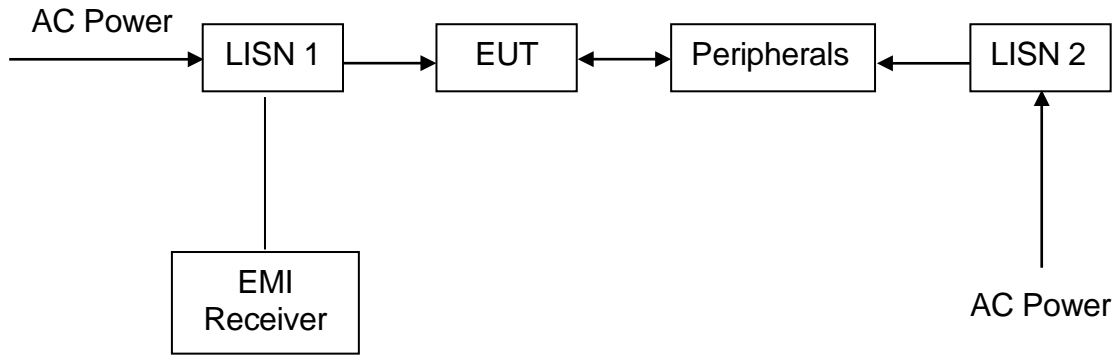 AC Power
LISN 1
EUT
Peripherals
LISN 2
EMI
Receiver
AC Power